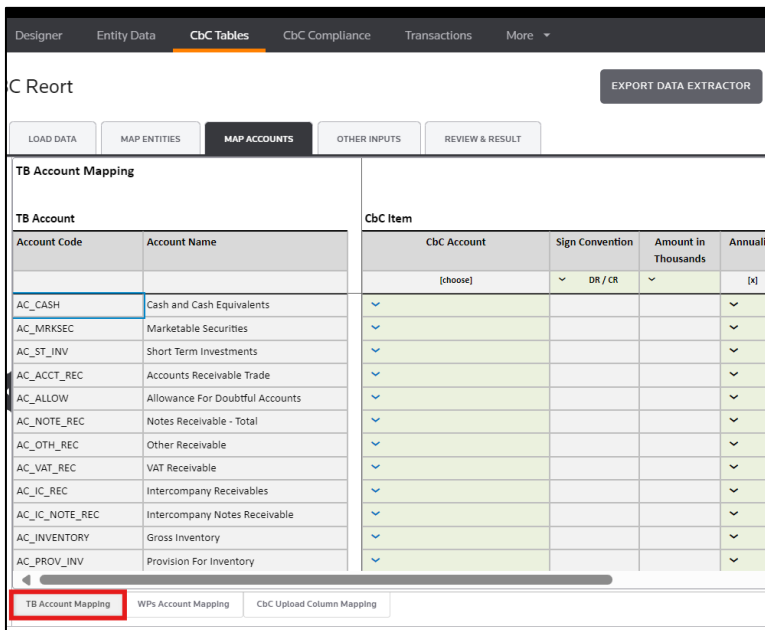 Designer Entity Data CbC Tables CbC Compliance Transactions More
C Reort
EXPORT DATA EXTRACTOR
LOAD DATA MAP ENTITIES MAP ACCOUNTS OTHER INPUTS REVIEW & RESULT
TB Account Mapping
TB Account CbC Item
Account Code Account Name CbC Account Sign Convention Amount in Thousands Annuali
[choose] DR / CR [x]
AC_CASH Cash and Cash Equivalents
AC_MRKSEC Marketable Securities
AC_ST_INV Short Term Investments
AC_ACCT_REC Accounts Receivable Trade
AC_ALLOW Allowance For Doubtful Accounts
AC_NOTE_REC Notes Receivable - Total
AC_OTH_REC Other Receivable
AC_VAT_REC VAT Receivable
AC_IC_REC Intercompany Receivables
AC_IC_NOTE_REC Intercompany Notes Receivable
AC_INVENTORY Gross Inventory
AC_PROV_INV Provision For Inventory
TB Account Mapping WPs Account Mapping CbC Upload Column Mapping